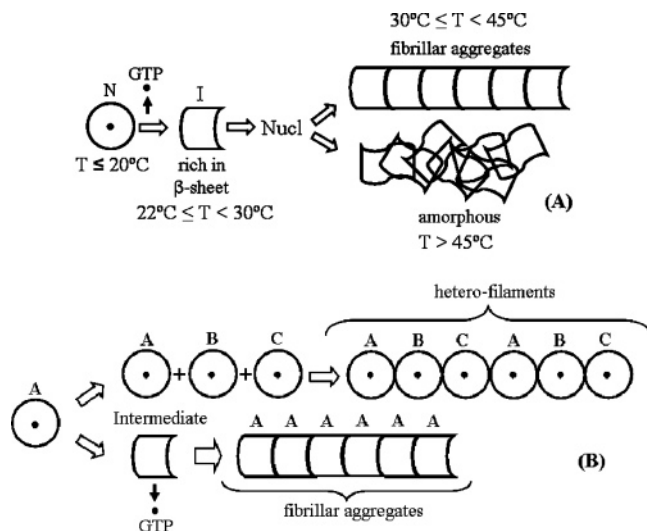 30°C ≤ T < 45°C
fibrillar aggregates
GTP
N
I
Nucl
T ≤ 20°C
rich in
β-sheet
22°C ≤ T < 30°C
amorphous
T > 45°C
(A)
hetero-filaments
A B C
A B C A B C
A
+ +
Intermediate
A A A A A A
GTP
fibrillar aggregates
(B)